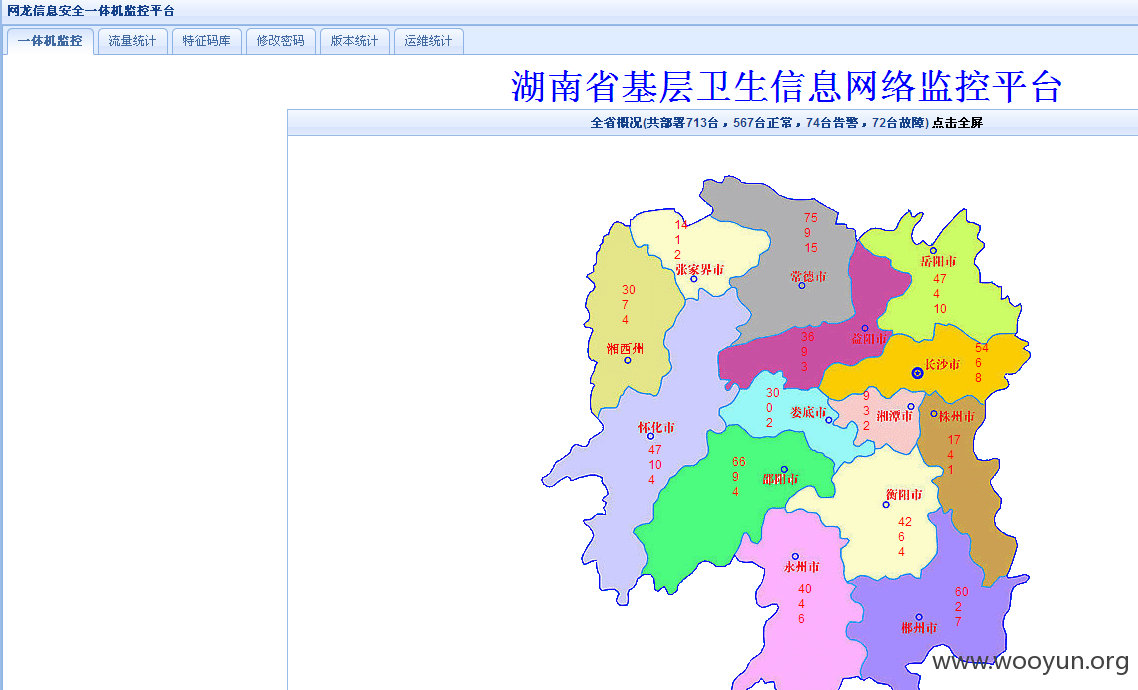 网龙信息安全一体机监控平台
一体机监控 流量统计 特征码库 修改密码 版本统计 运维统计
湖南省基层卫生信息网络监控平台
全省概况(共部署713台，567台正常，74台告警，72台故障) 点击全屏
14
1
2
张家界市
75
9
15
常德市
岳阳市
47
4
10
30
7
4
湘西州
益阳市
36
9
3
长沙市
54
6
8
30
0
2
娄底市
9
3
2
湘潭市
株州市
17
4
1
怀化市
47
10
4
66
9
4
邵阳市
衡阳市
42
6
4
永州市
40
4
6
60
2
7
郴州市
www.wooyun.org